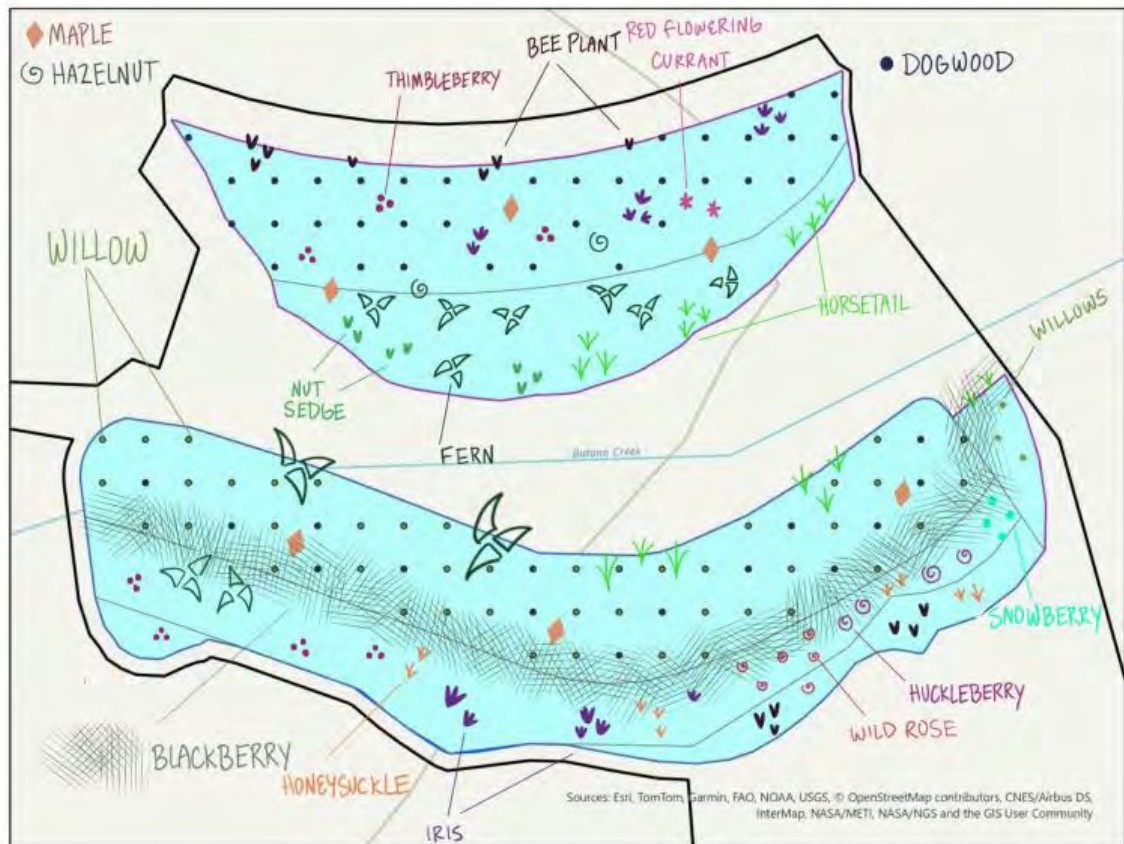 MAPLE
HAZELNUT
THIMBLEBERRY
BEE PLANT
RED FLOWERING
CURRANT
DOGWOOD
WILLOW
HORSETAIL
WILLOWS
NUT
SEDGE
FERN
Butano Creek
SNOWBERRY
HUCKLEBERRY
WILD ROSE
BLACKBERRY
HONEYSUCKLE
IRIS
Sources: Esri, TomTom, Garmin, FAO, NOAA, USGS, © OpenStreetMap contributors, CNES/Airbus DS,
InterMap, NASA/METI, NASA/NGS and the GIS User Community